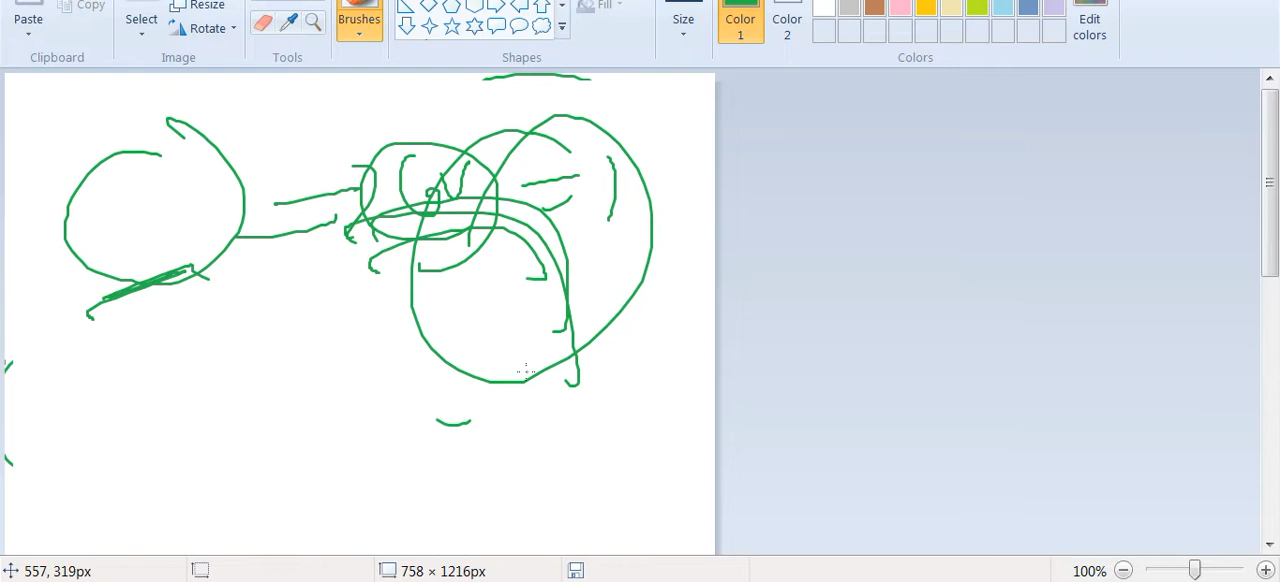 Paste
Copy
Select
Resize
Rotate
Brushes
Fill
Size
Color 1
Color 2
Edit colors
Clipboard
Image
Tools
Shapes
Colors
557, 319px
758 × 1216px
100%